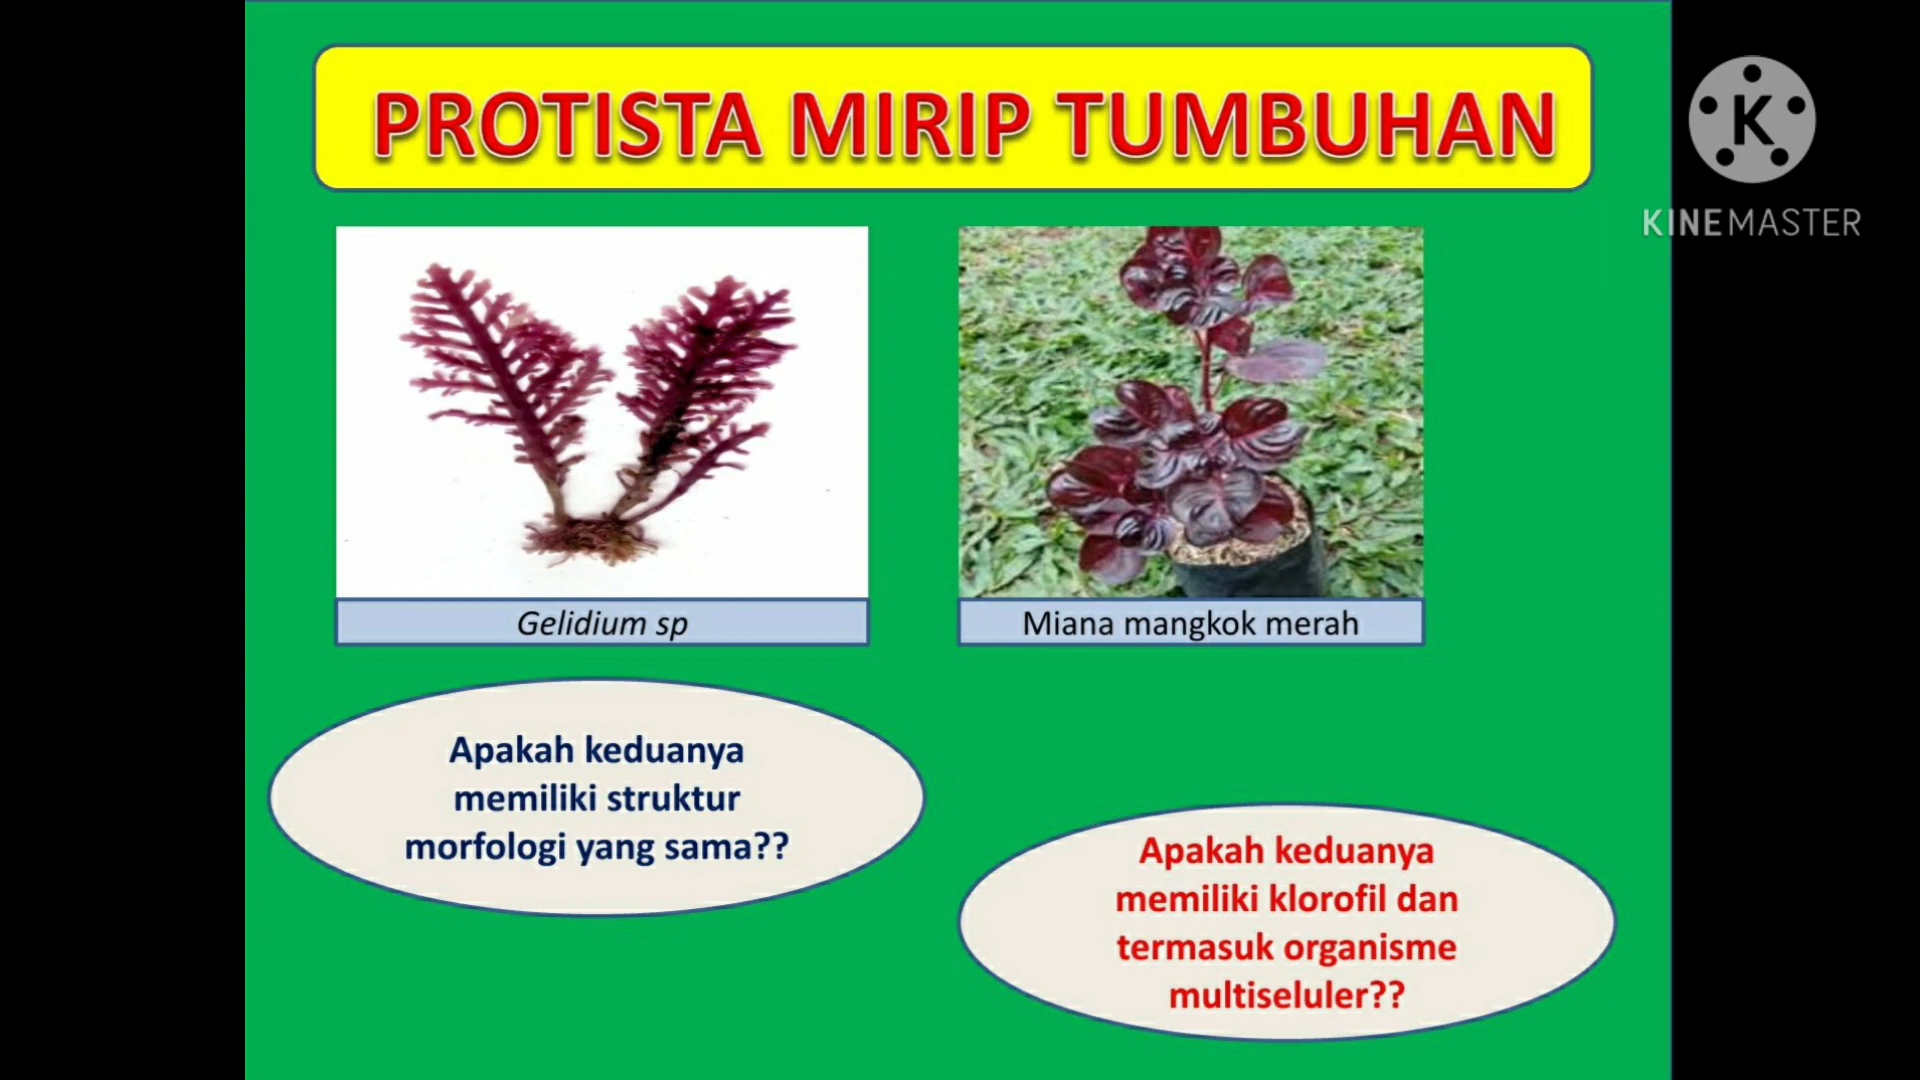 PROTISTA MIRIP TUMBUHAN
K
KINEMASTER
Gelidium sp
Miana mangkok merah
Apakah keduanya
memiliki struktur
morfologi yang sama??
Apakah keduanya
memiliki klorofil dan
termasuk organisme
multiseluler??